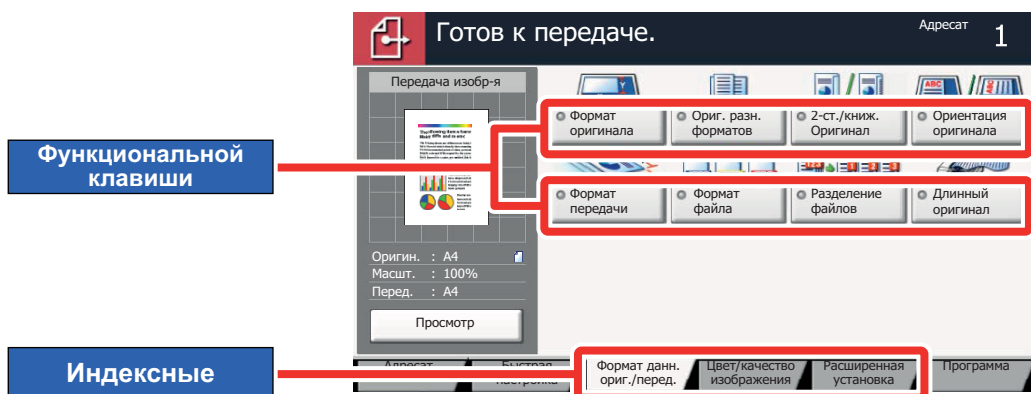 Готов к передаче.
Адресат 1
Передача изобр-я
Функциональной
клавиши
Формат
оригинала
Ориг. разн.
форматов
2-ст./книж.
Оригинал
Ориентация
оригинала
Формат
передачи
Формат
файла
Разделение
файлов
Длинный
оригинал
Оригин. : A4
Масшт. : 100%
Перед. : A4
Просмотр
Индексные
Адресат
Быстрая
настройка
Формат данн.
ориг./перед.
Цвет/качество
изображения
Расширенная
установка
Программа